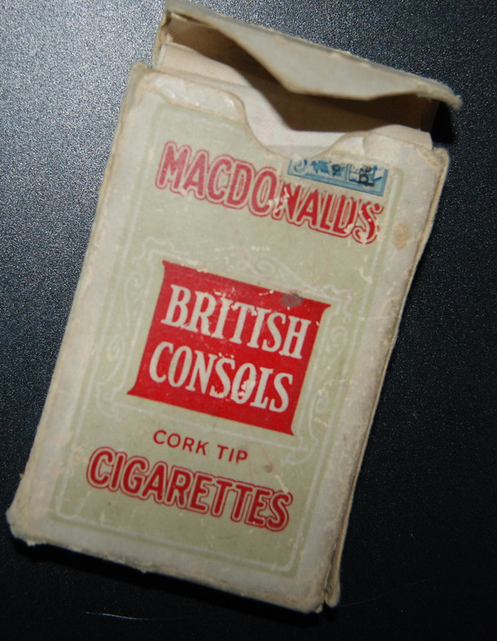 MACDONALD'S
BRITISH
CONSOLS
CORK TIP
CIGARETTES